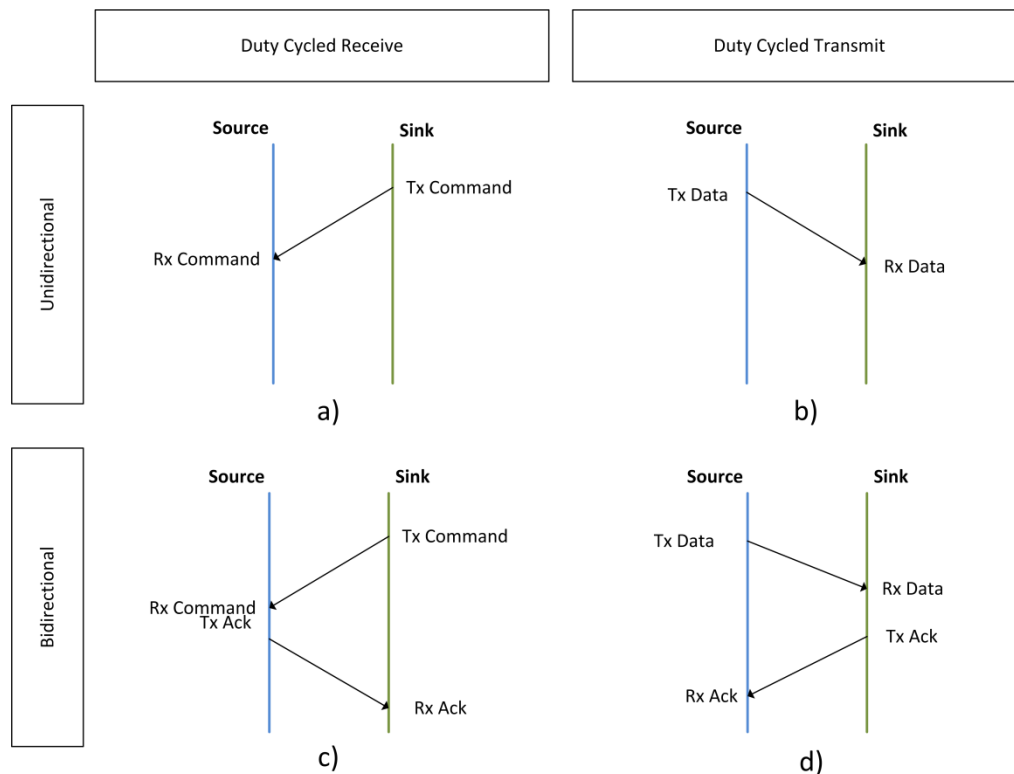 Duty Cycled Receive
Duty Cycled Transmit
Unidirectional
Source
Sink
Tx Command
Rx Command
a)
Source
Sink
Tx Data
Rx Data
b)
Bidirectional
Source
Sink
Tx Command
Rx Command
Tx Ack
Rx Ack
c)
Source
Sink
Tx Data
Rx Data
Tx Ack
Rx Ack
d)